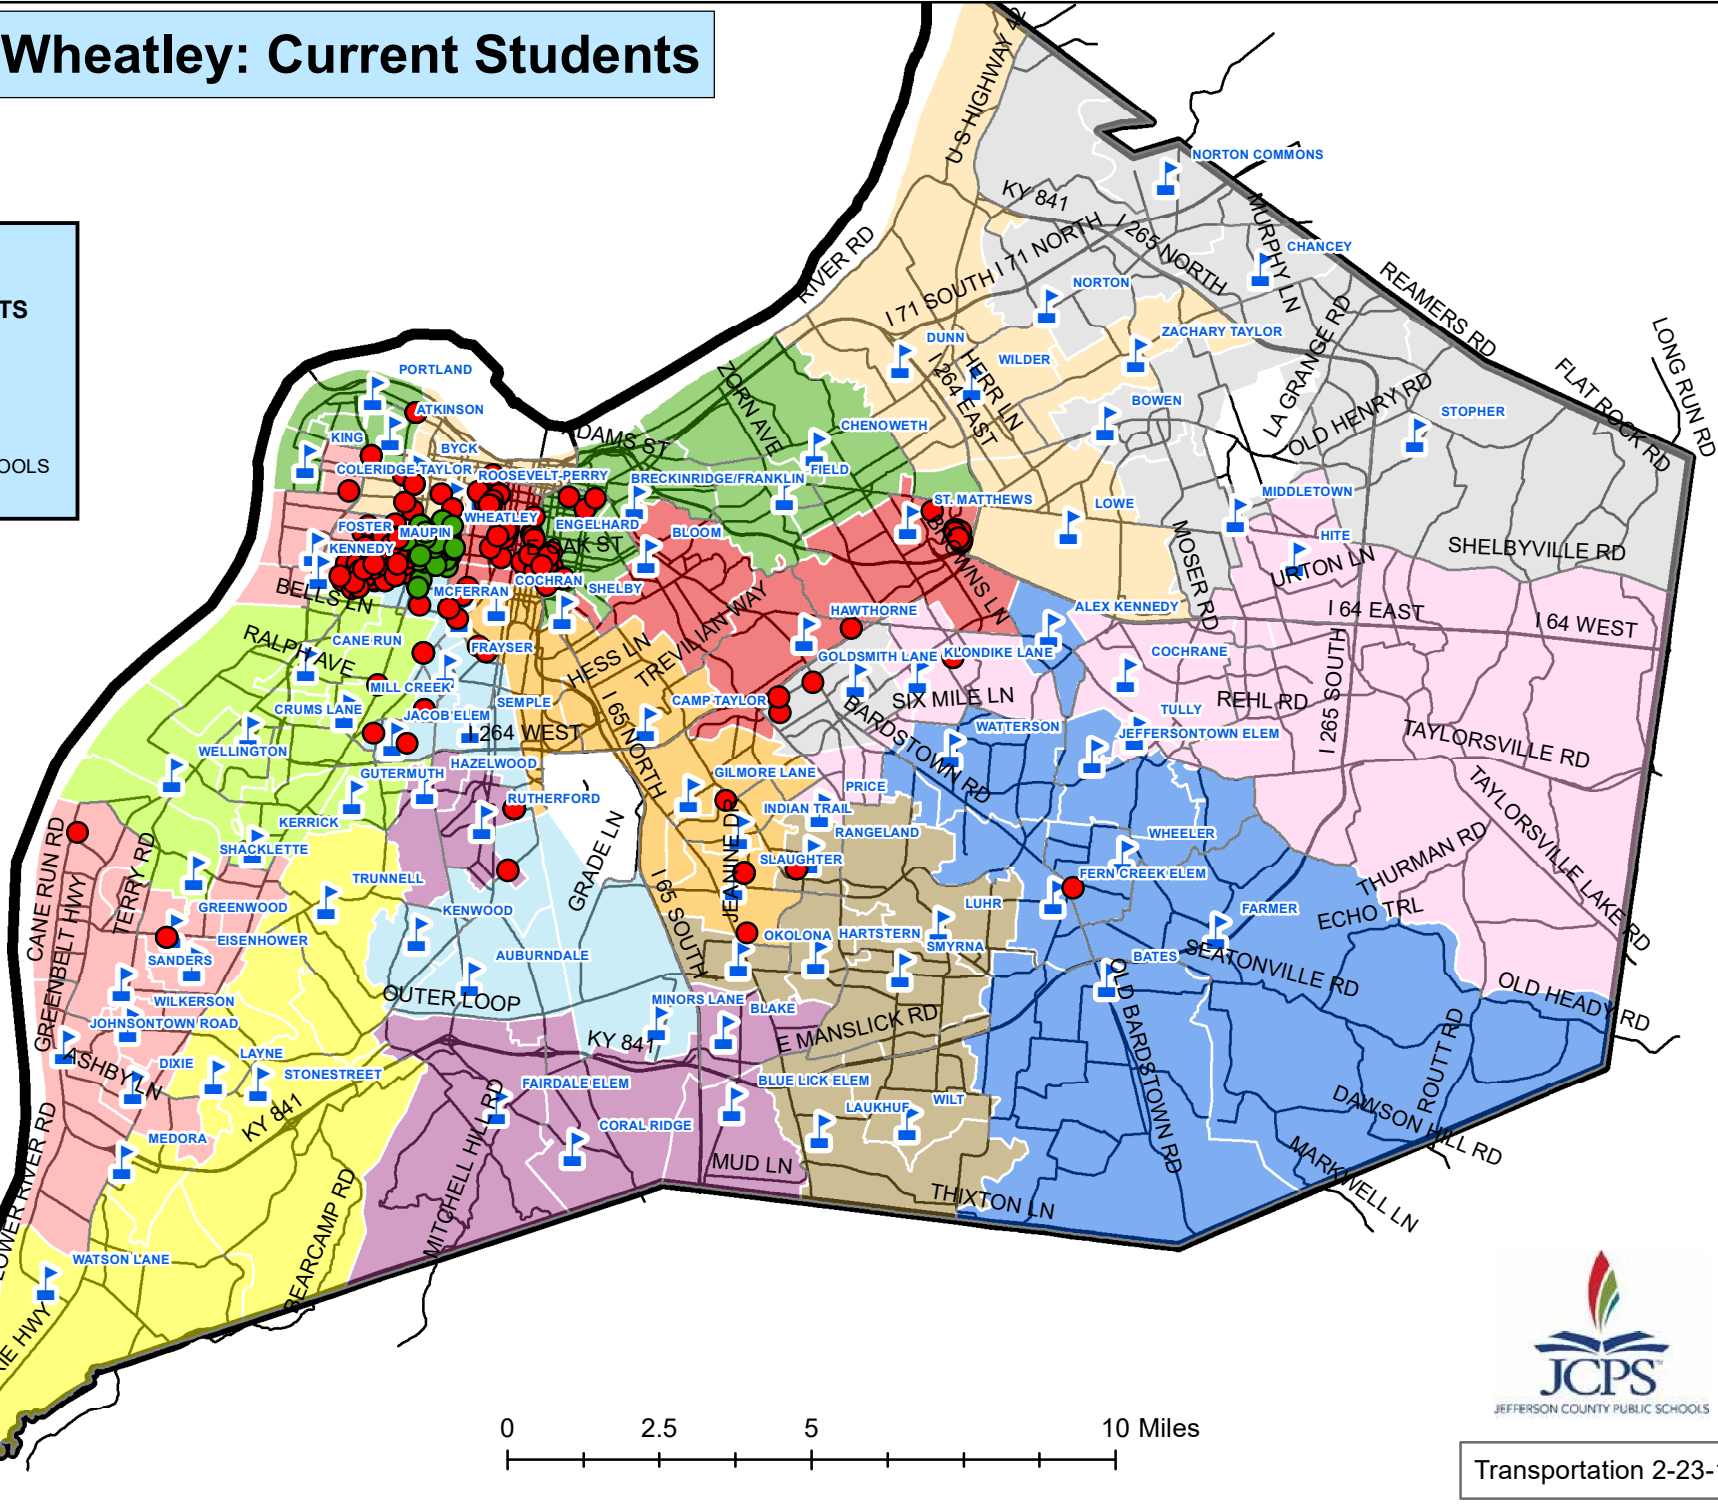 Wheatley: Current Students
TS
OOLS
U S HIGHWAY 42
NORTON COMMONS
KY 841
I 71 NORTH
I 265 NORTH
MURPHY LN
CHANCEY
RIVER RD
I 71 SOUTH
NORTON
REAMERS RD
LONG RUN RD
DUNN
WILDER
ZACHARY TAYLOR
LA GRANGE RD
FLAT ROCK RD
HERR LN
I 264 EAST
BOWEN
OLD HENRY RD
STOPHER
PORTLAND
ATKINSON
ZORN AVE
CHENOWETH
KING
BYCK
DAMS ST
COLERIDGE-TAYLOR
ROOSEVELT-PERRY
BRECKINRIDGE/FRANKLIN
FIELD
ST. MATTHEWS
LOWE
MIDDLETOWN
FOSTER
MAUPIN
WHEATLEY
ENGELHARD
BLOOM
BROWNS LN
MOSER RD
HITE
SHELBYVILLE RD
KENNEDY
OAK ST
URTON LN
BELLS LN
MCFERRAN
COCHRAN
SHELBY
HAWTHORNE
ALEX KENNEDY
I 64 EAST
I 64 WEST
RALPH AVE
CANE RUN
FRAYSER
HESS LN
TREVILIAN WAY
GOLDSMITH LANE
KLONDIKE LANE
COCHRANE
MILL CREEK
CRUMS LANE
JACOB ELEM
SEMPLE
CAMP TAYLOR
SIX MILE LN
REHL RD
I 265 SOUTH
I 264 WEST
I 65 NORTH
BARDSTOWN RD
WATTERSON
TULLY
JEFFERSONTOWN ELEM
TAYLORSVILLE RD
WELLINGTON
GUTERMUTH
HAZELWOOD
GILMORE LANE
PRICE
RUTHERFORD
INDIAN TRAIL
RANGELAND
TAYLORSVILLE LAKE RD
KERRICK
SHACKLETTE
GRADE LN
JEANINE DR
SLAUGHTER
WHEELER
THURMAN RD
CANE RUN RD
TERRY RD
TRUNNELL
I 65 SOUTH
FERN CREEK ELEM
GREENBELT HWY
GREENWOOD
KENWOOD
LUHR
FARMER
ECHO TRL
EISENHOWER
OKOLONA
HARTSTERN
SMYRNA
SANDERS
AUBURNDALE
BATES
SEATONVILLE RD
OLD HEADY RD
WILKERSON
OUTER LOOP
MINORS LANE
BLAKE
OLD BARDSTOWN RD
JOHNSONTOWN ROAD
KY 841
E MANSLICK RD
ROUTT RD
ASHBY LN
DIXIE
LAYNE
STONESTREET
FAIRDALE ELEM
BLUE LICK ELEM
KY 841
MITCHELL HILL RD
CORAL RIDGE
LAUKHUF
WILT
DAWSON HILL RD
LOWER RIVER RD
MEDORA
MUD LN
MARKWELL LN
BEARCAMP RD
THIXTON LN
WATSON LANE
IE HWY
JCPS
JEFFERSON COUNTY PUBLIC SCHOOLS
0 2.5 5 10 Miles
Transportation 2-23-